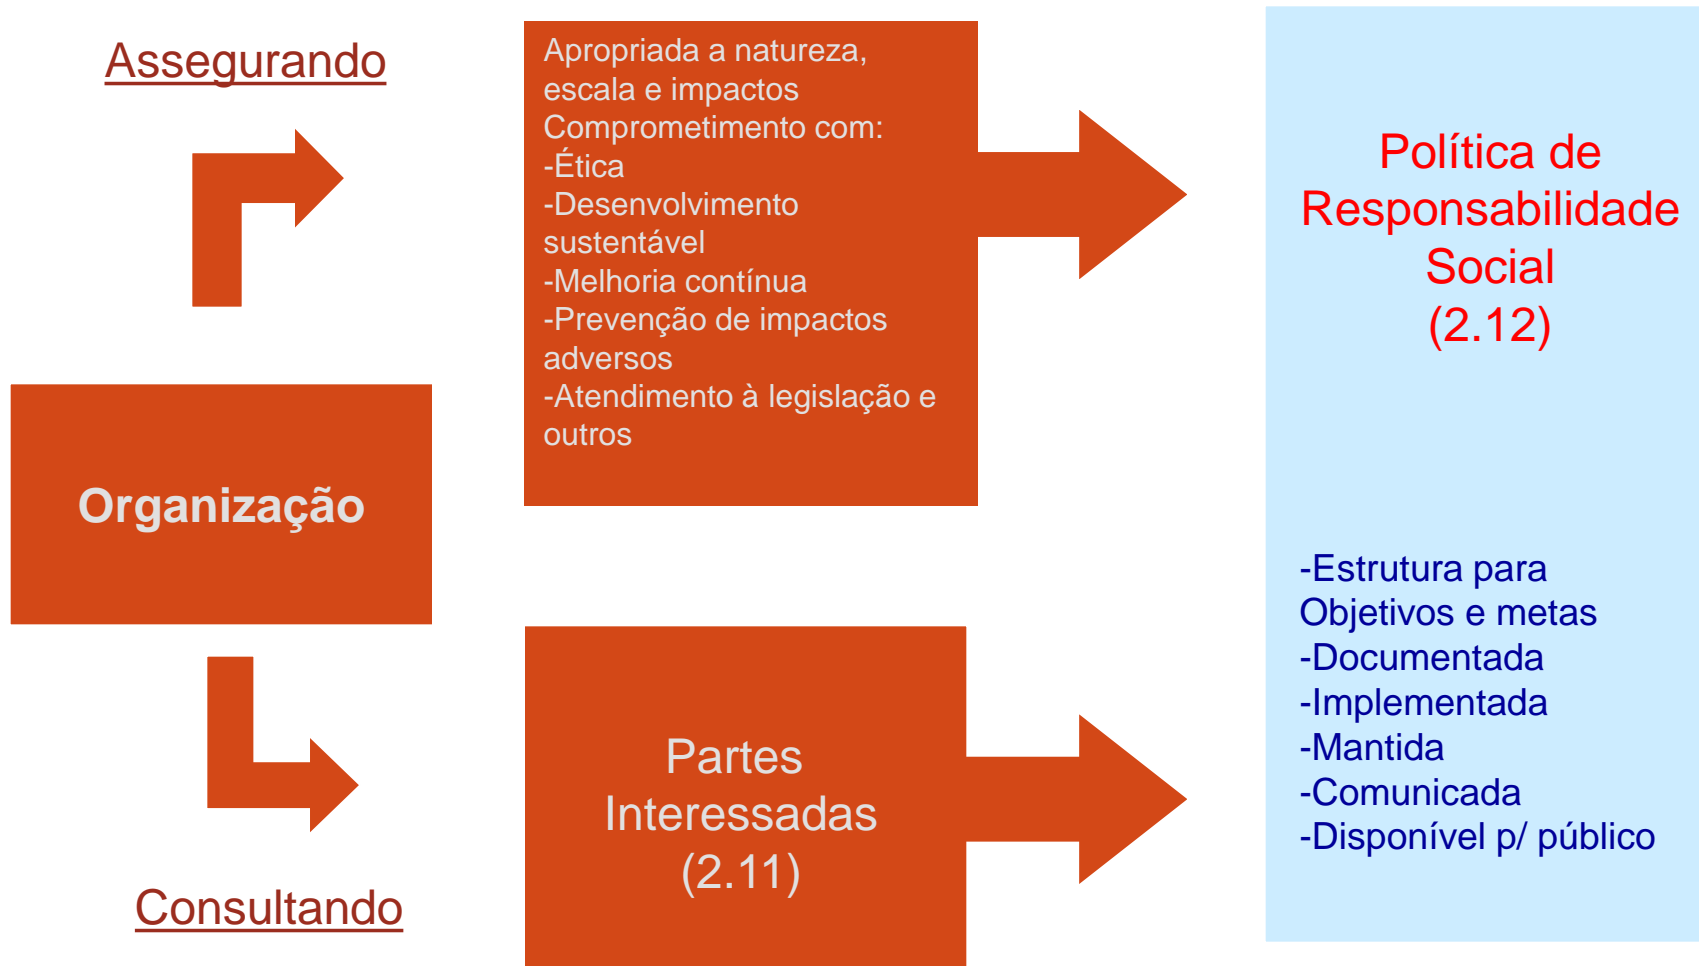 Assegurando
Apropriada a natureza,
escala e impactos
Comprometimento com:
-Ética
-Desenvolvimento
sustentável
-Melhoria contínua
-Prevenção de impactos
adversos
-Atendimento à legislação e
outros
Organização
Partes
Interessadas
(2.11)
Consultando
Política de
Responsabilidade
Social
(2.12)
-Estrutura para
Objetivos e metas
-Documentada
-Implementada
-Mantida
-Comunicada
-Disponível p/ público